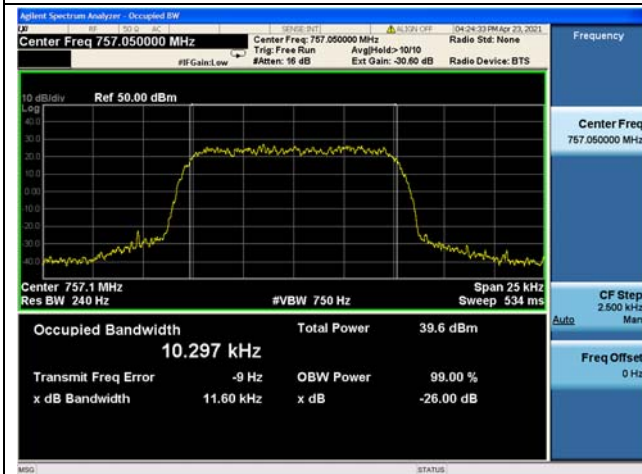 Agilent Spectrum Analyzer - Occupied BW
RF 50 Ω AC SENSE:INT ALIGN OFF 04:24:33 PM Apr 23, 2021
Center Freq 757.050000 MHz
Center Freq: 757.050000 MHz Radio Std: None
Trig: Free Run Avg|Hold:>10/10
#IFGain:Low #Atten: 16 dB Ext Gain: -30.60 dB Radio Device: BTS
Frequency
10 dB/div Ref 50.00 dBm
Log
40.0
30.0
20.0
10.0
0.00
-10.0
-20.0
-30.0
-40.0
Center 757.1 MHz Span 25 kHz
Res BW 240 Hz #VBW 750 Hz Sweep 534 ms
Occupied Bandwidth Total Power 39.6 dBm
10.297 kHz
Transmit Freq Error -9 Hz OBW Power 99.00 %
x dB Bandwidth 11.60 kHz x dB -26.00 dB
Center Freq
757.050000 MHz
CF Step
2.500 kHz
Auto Man
Freq Offset
0 Hz
MSG STATUS